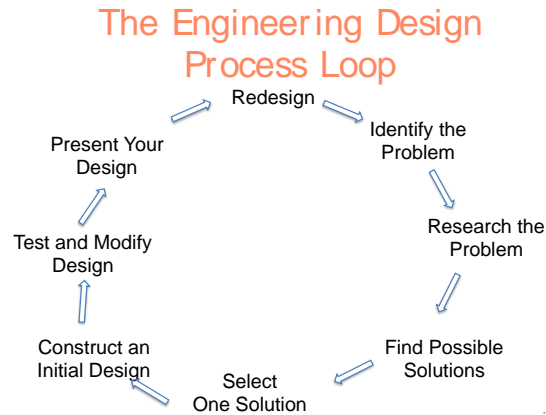 The Engineering Design
Process Loop
Redesign
Identify the
Problem
Research the
Problem
Find Possible
Solutions
Select
One Solution
Construct an
Initial Design
Test and Modify
Design
Present Your
Design